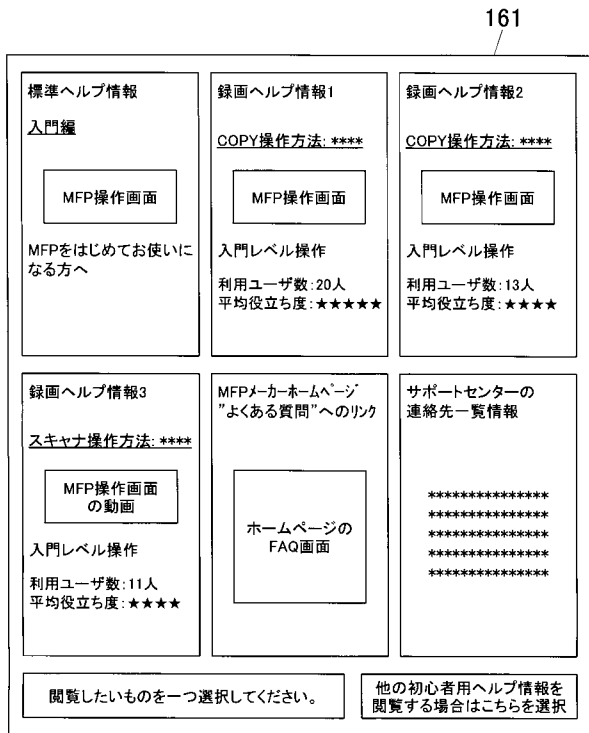 161
標準ヘルプ情報
入門編
MFP操作画面
MFPをはじめてお使いに
なる方へ
録画ヘルプ情報1
COPY操作方法: ****
MFP操作画面
入門レベル操作
利用ユーザ数:20人
平均役立ち度:★★★★★
録画ヘルプ情報2
COPY操作方法: ****
MFP操作画面
入門レベル操作
利用ユーザ数:13人
平均役立ち度:★★★★
録画ヘルプ情報3
スキャナ操作方法: ****
MFP操作画面
の動画
入門レベル操作
利用ユーザ数:11人
平均役立ち度:★★★★
MFPメーカーホームページ
”よくある質問”へのリンク
ホームページの
FAQ画面
サポートセンターの
連絡先一覧情報
***************
***************
***************
***************
***************
閲覧したいものを一つ選択してください。
他の初心者用ヘルプ情報を
閲覧する場合はこちらを選択